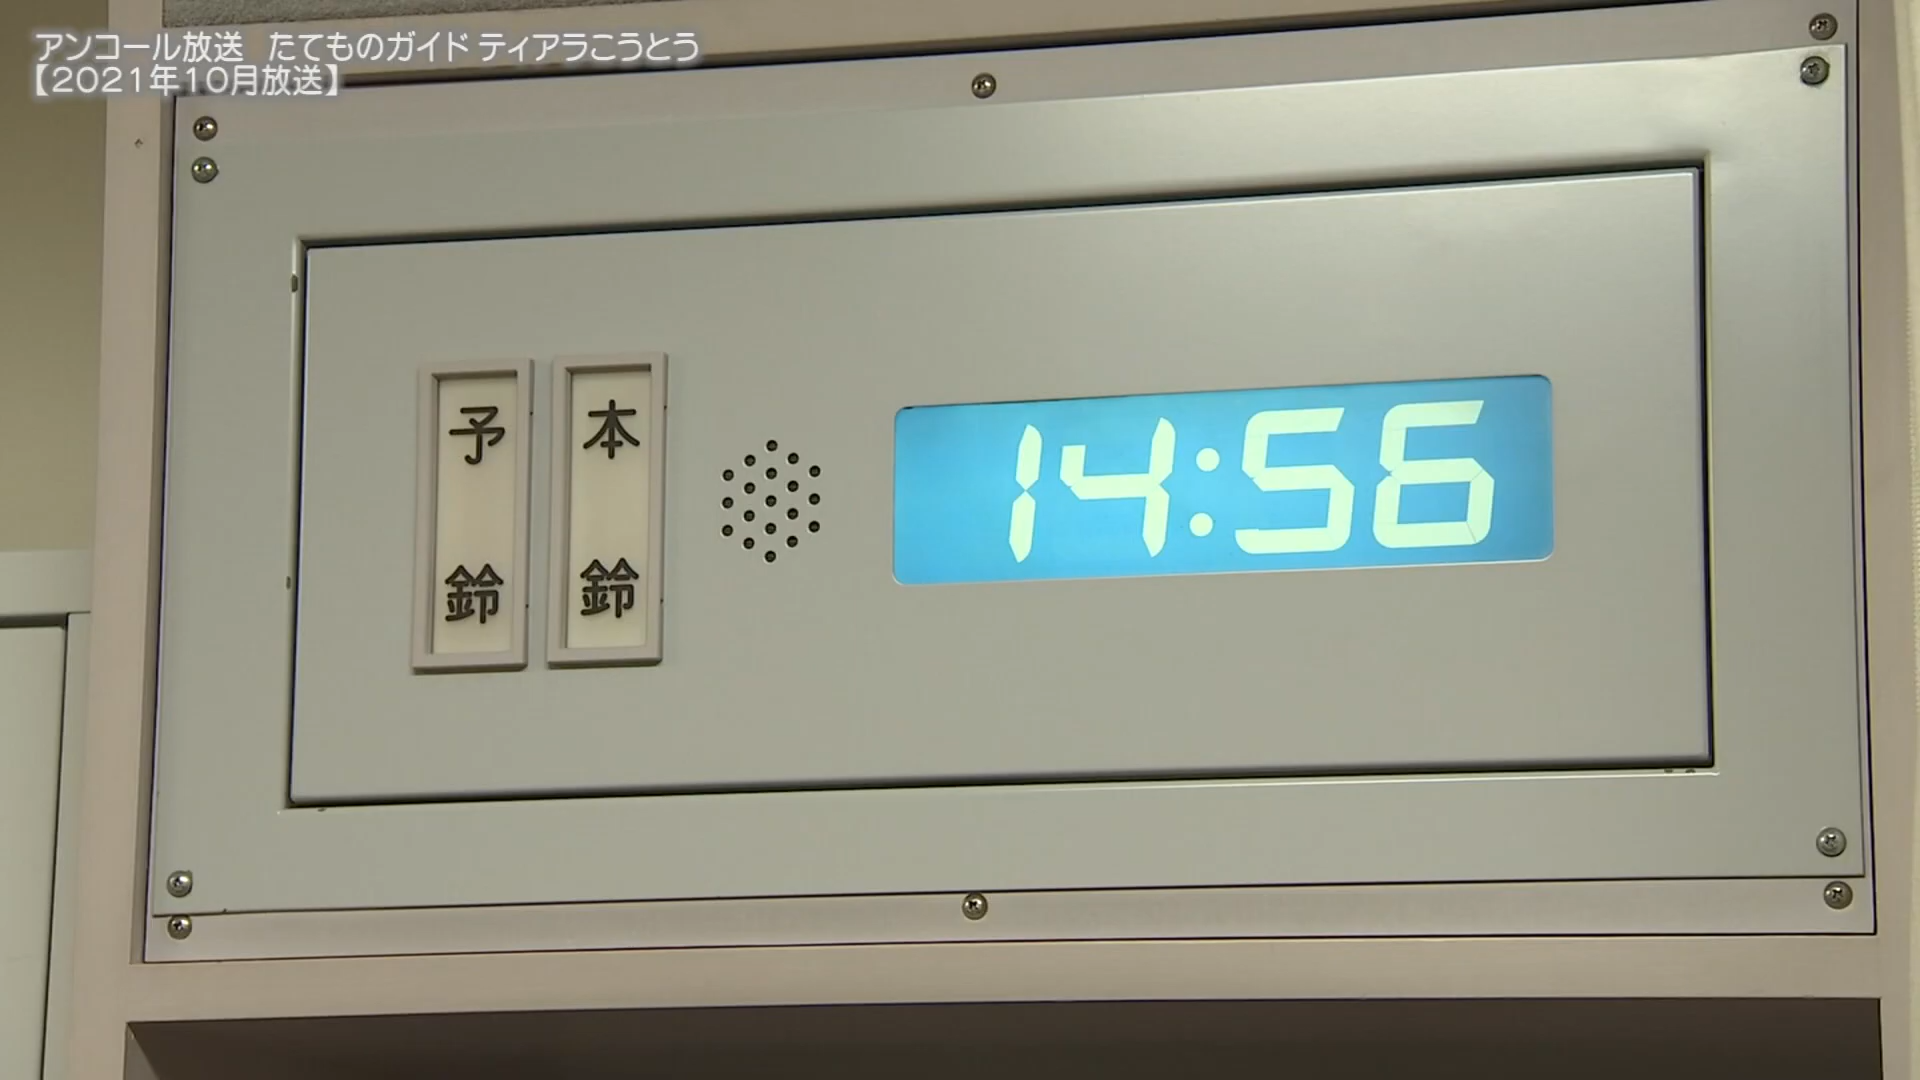 アンコール放送　たてものガイド ティアラこうとう
【2021年10月放送】
予鈴
本鈴
14:56